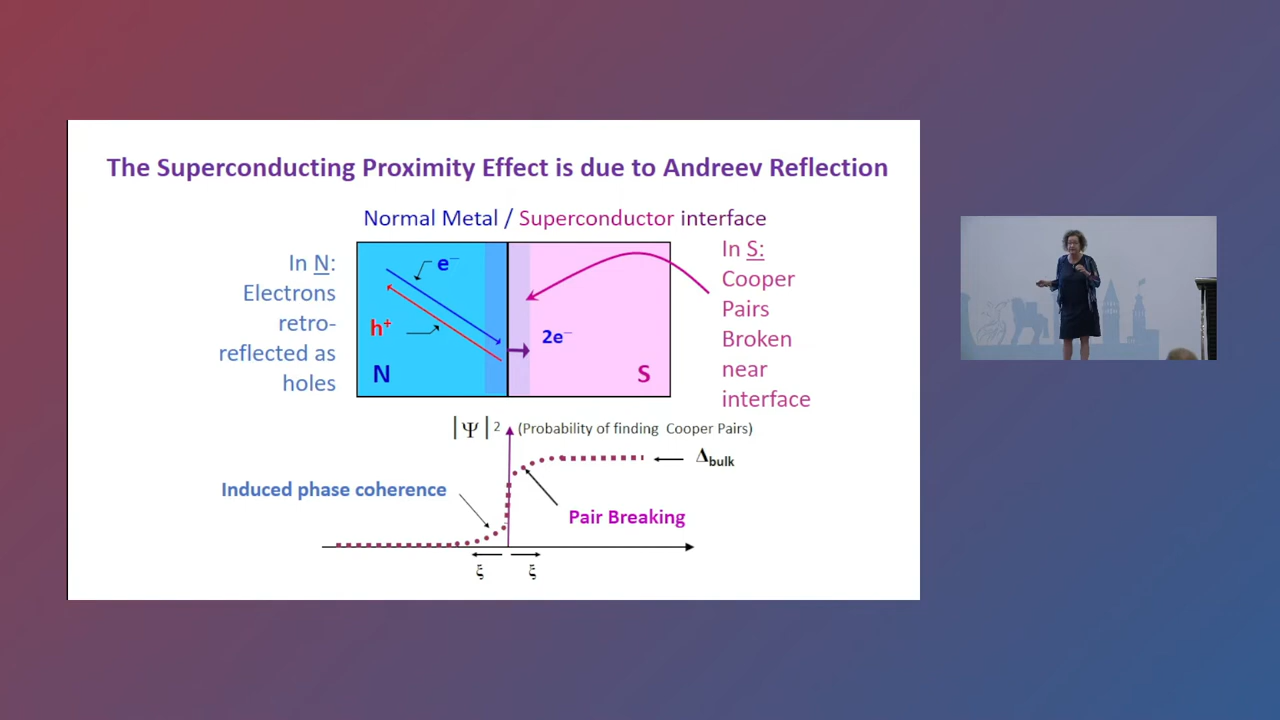 The Superconducting Proximity Effect is due to Andreev Reflection
Normal Metal / Superconductor interface
In N:
Electrons
retro-
reflected as
holes
e⁻
h⁺
2e⁻
N
S
In S:
Cooper
Pairs
Broken
near
interface
|Ψ|² (Probability of finding Cooper Pairs)
Δbulk
Induced phase coherence
Pair Breaking
ξ ξ